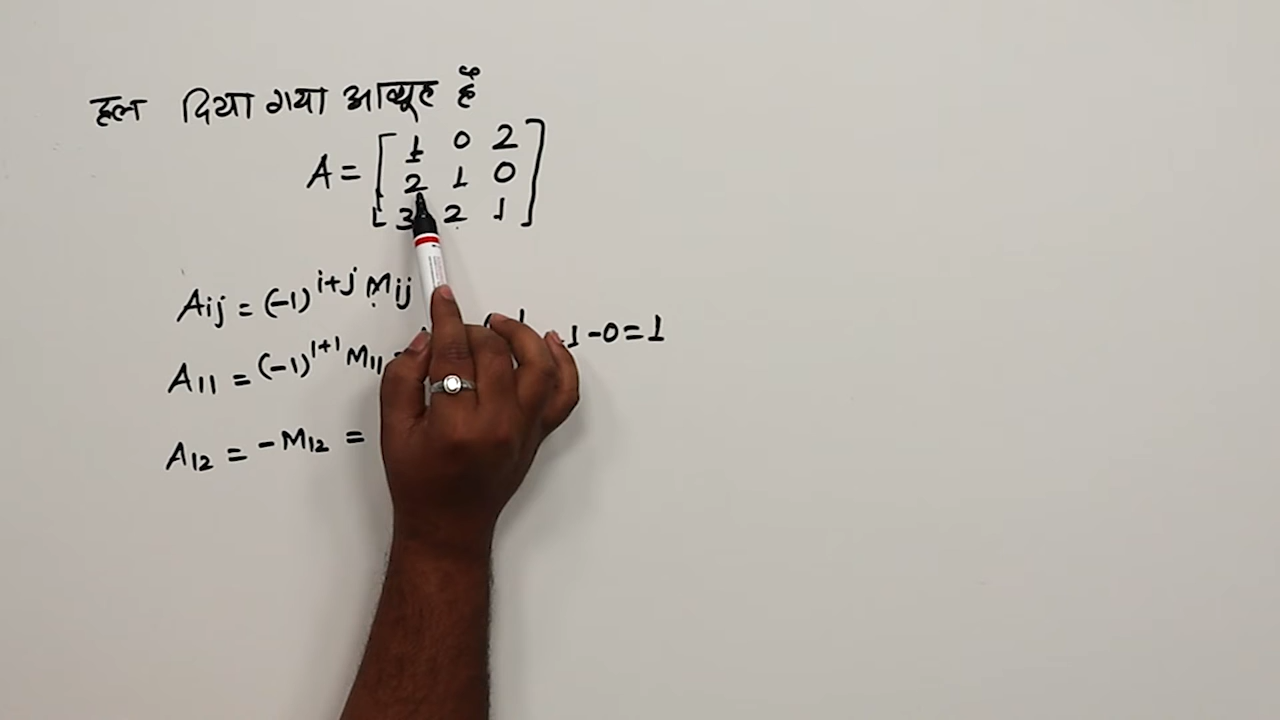 हल दिया गया आव्यूह है
A = [ 1 0 2
2 1 0
3 2 1 ]
Aij = (-1)^i+j Mij
A11 = (-1)^1+1 M11 = 1 - 0 = 1
A12 = - M12 =